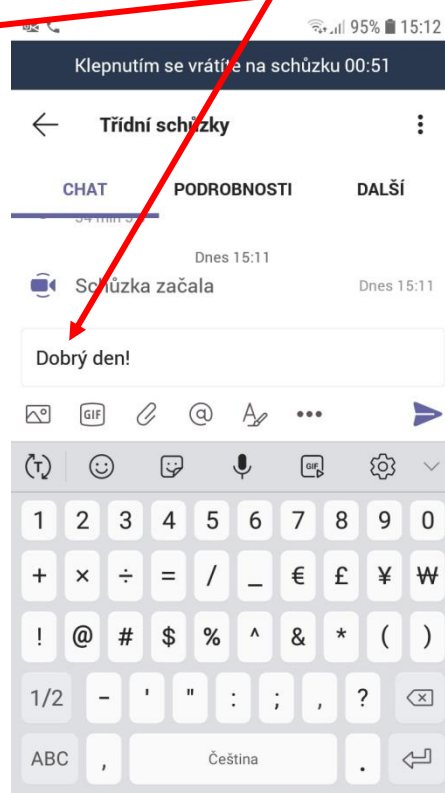 95% 15:12
Klepnutím se vrátíte na schůzku 00:51
Třídní schůzky
CHAT PODROBNOSTI DALŠÍ
Dnes 15:11
Schůzka začala Dnes 15:11
Dobrý den!
GIF @ A
T GIF
1 2 3 4 5 6 7 8 9 0
+ × ÷ = / _ € £ ¥ ₩
! @ # $ % ^ & * ( )
1/2 - ' " : ; , ?
ABC , Čeština .